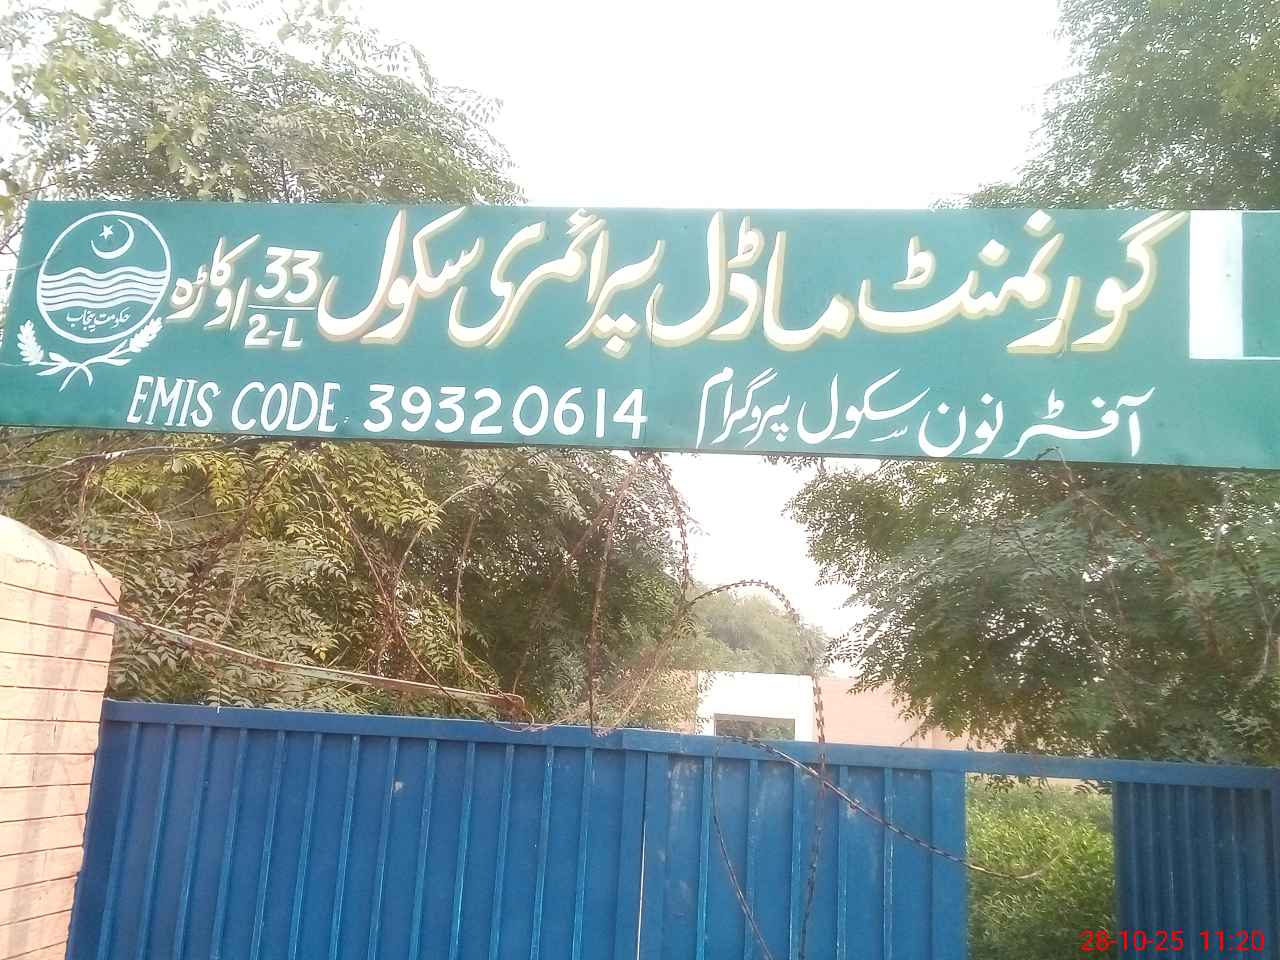 گورنمنٹ ماڈل پرائمری سکول 33/2-L اوکاڑہ
حکومت پنجاب
آفٹر نون سکول پروگرام
EMIS CODE 39320614
28-10-25 11:20